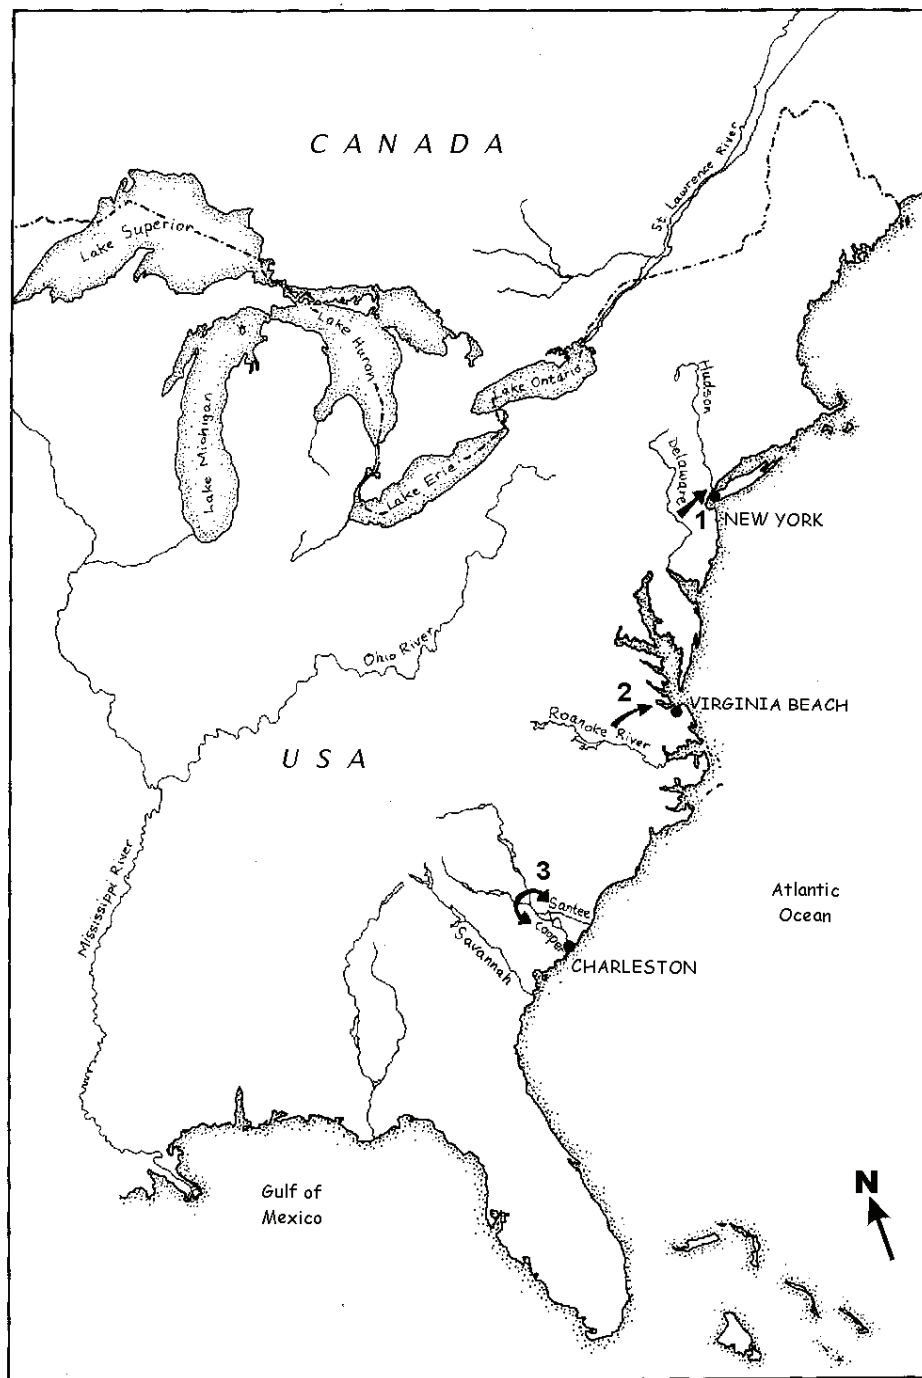 CANADA
St Lawrence River
Lake Superior
Lake Huron
Lake Ontario
Lake Michigan
Lake Erie
Hudson
Delaware
1
NEW YORK
Ohio River
2
VIRGINIA BEACH
Roanoke River
USA
Mississippi River
3
Santee
Cooper
Savannah
CHARLESTON
Atlantic
Ocean
Gulf of
Mexico
N